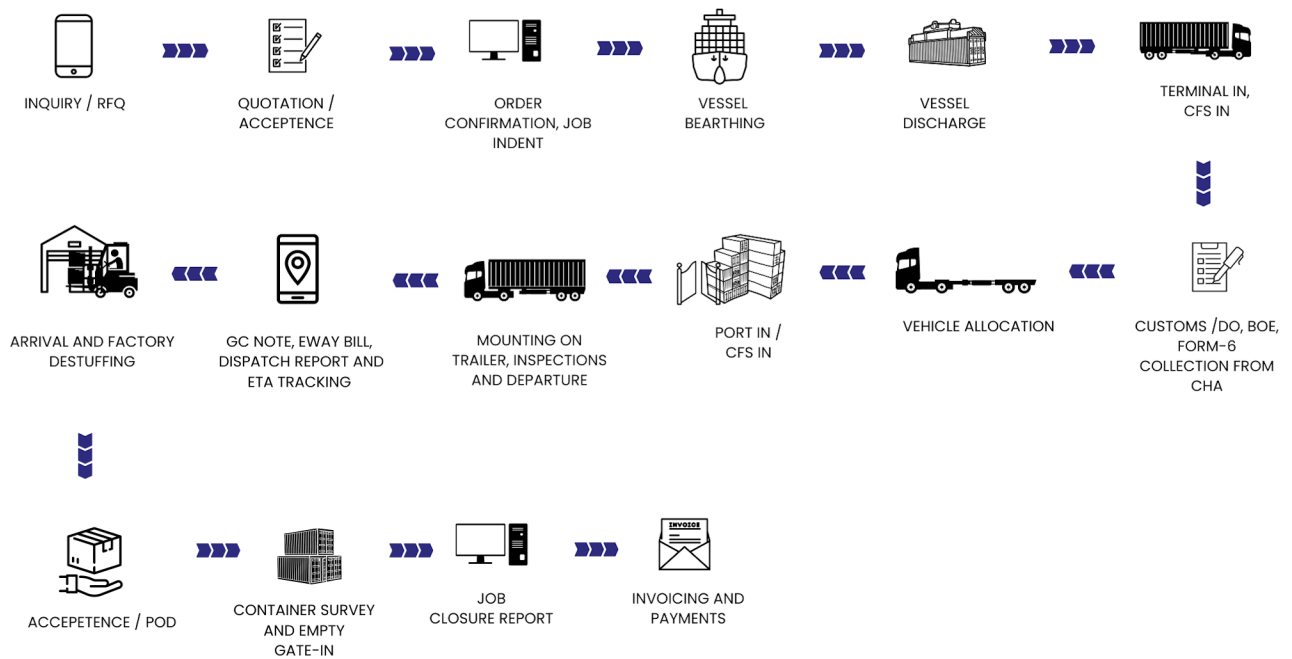 INQUIRY / RFQ
QUOTATION /
ACCEPTENCE
ORDER
CONFIRMATION, JOB
INDENT
VESSEL
BEARTHING
VESSEL
DISCHARGE
TERMINAL IN,
CFS IN
CUSTOMS /DO, BOE,
FORM-6
COLLECTION FROM
CHA
VEHICLE ALLOCATION
PORT IN /
CFS IN
MOUNTING ON
TRAILER, INSPECTIONS
AND DEPARTURE
GC NOTE, EWAY BILL,
DISPATCH REPORT AND
ETA TRACKING
ARRIVAL AND FACTORY
DESTUFFING
ACCEPETENCE / POD
CONTAINER SURVEY
AND EMPTY
GATE-IN
JOB
CLOSURE REPORT
INVOICE
INVOICING AND
PAYMENTS